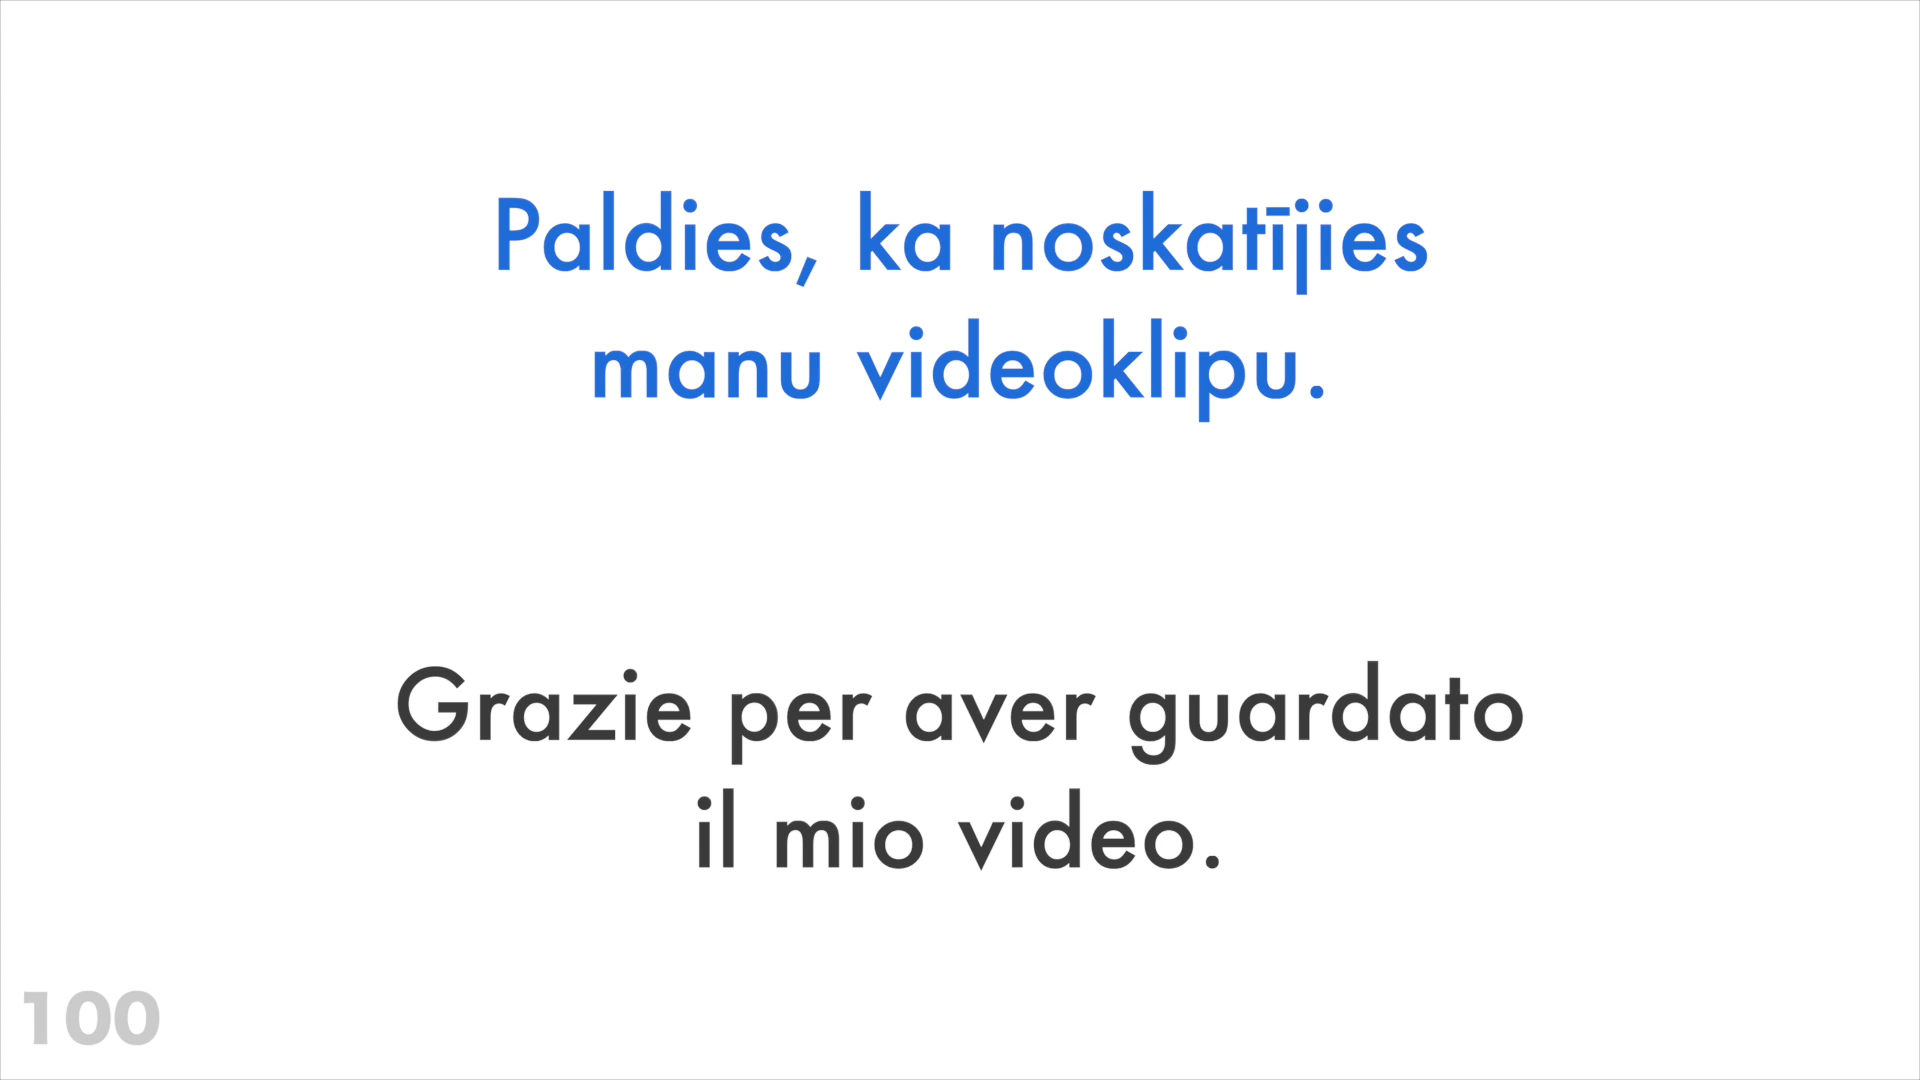 Paldies, ka noskatījies
manu videoklipu.
Grazie per aver guardato
il mio video.
100